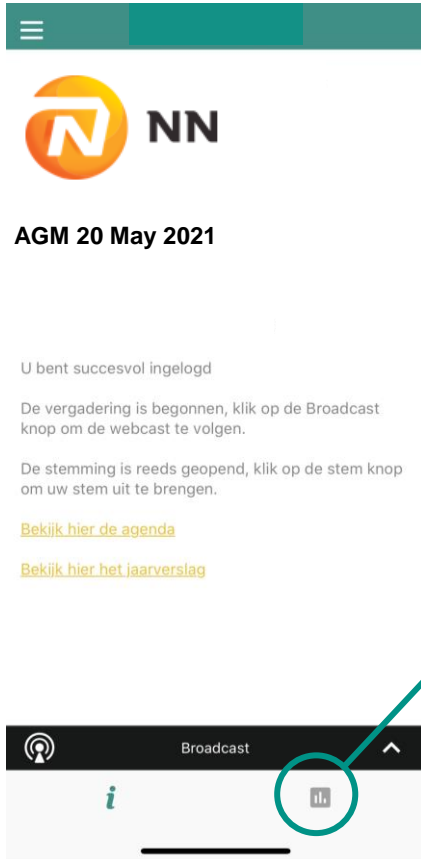 NN
AGM 20 May 2021
U bent succesvol ingelogd
De vergadering is begonnen, klik op de Broadcast
knop om de webcast te volgen.
De stemming is reeds geopend, klik op de stem knop
om uw stem uit te brengen.
Bekijk hier de agenda
Bekijk hier het jaarverslag
Broadcast
i